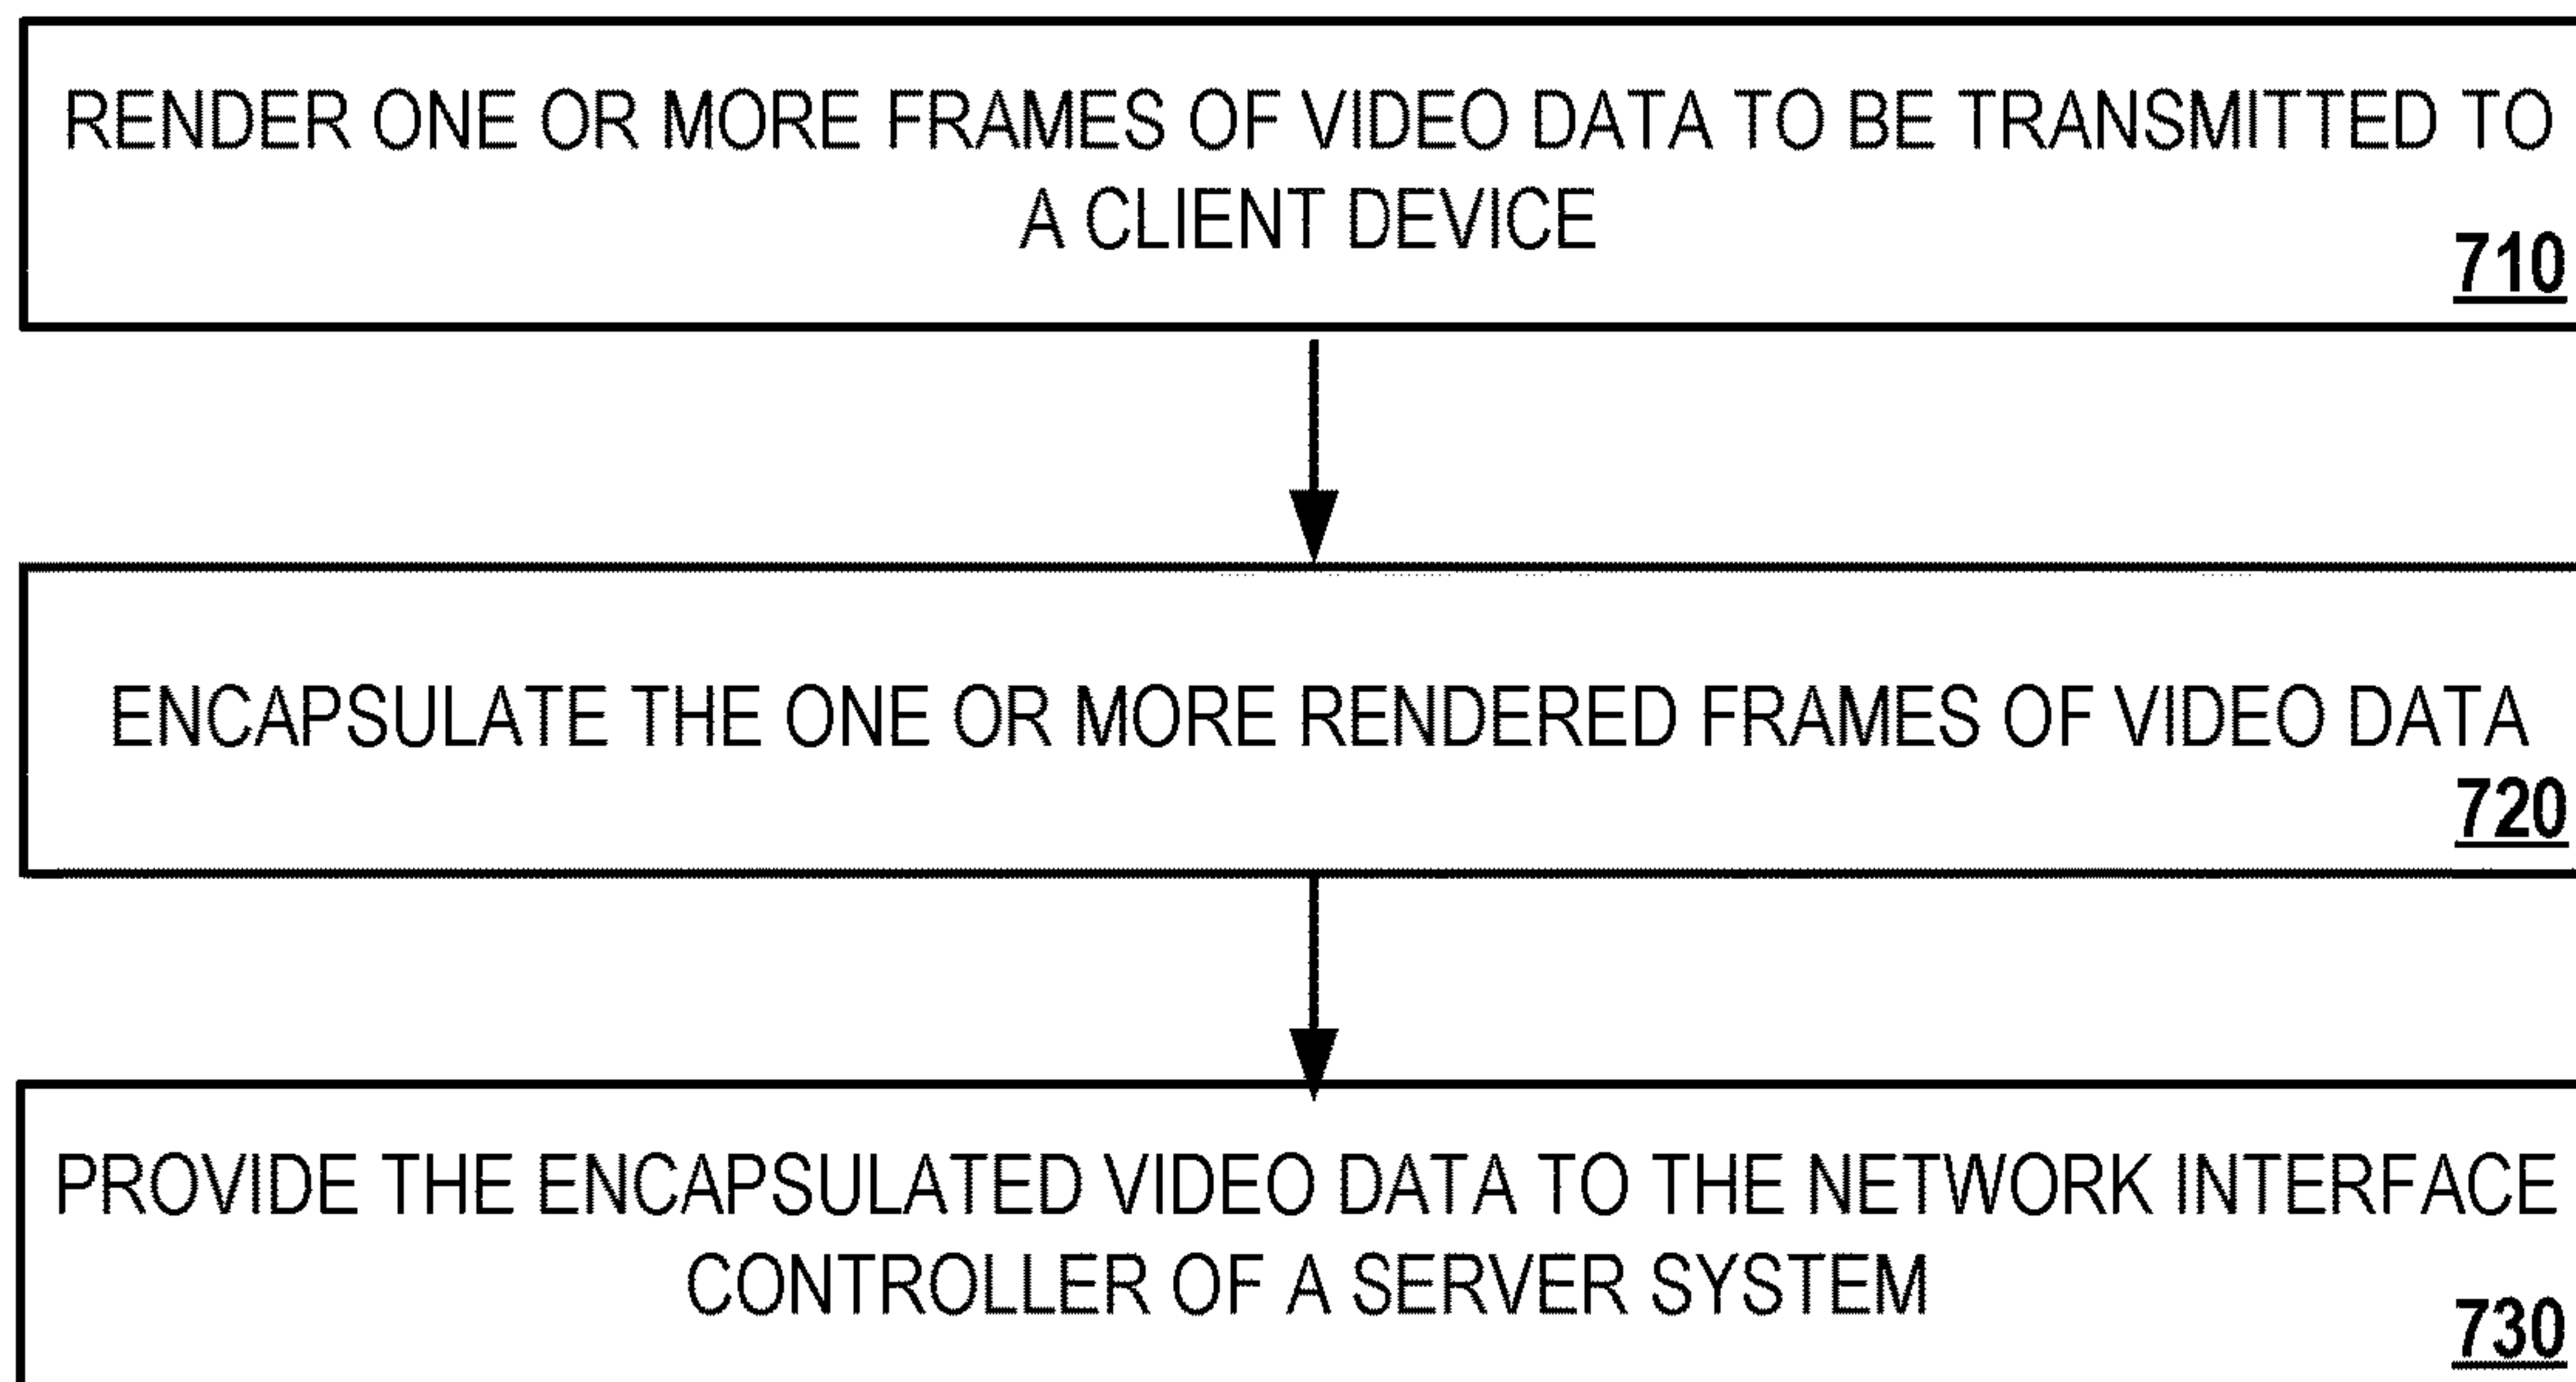 RENDER ONE OR MORE FRAMES OF VIDEO DATA TO BE TRANSMITTED TO
A CLIENT DEVICE
710
ENCAPSULATE THE ONE OR MORE RENDERED FRAMES OF VIDEO DATA
720
PROVIDE THE ENCAPSULATED VIDEO DATA TO THE NETWORK INTERFACE
CONTROLLER OF A SERVER SYSTEM
730